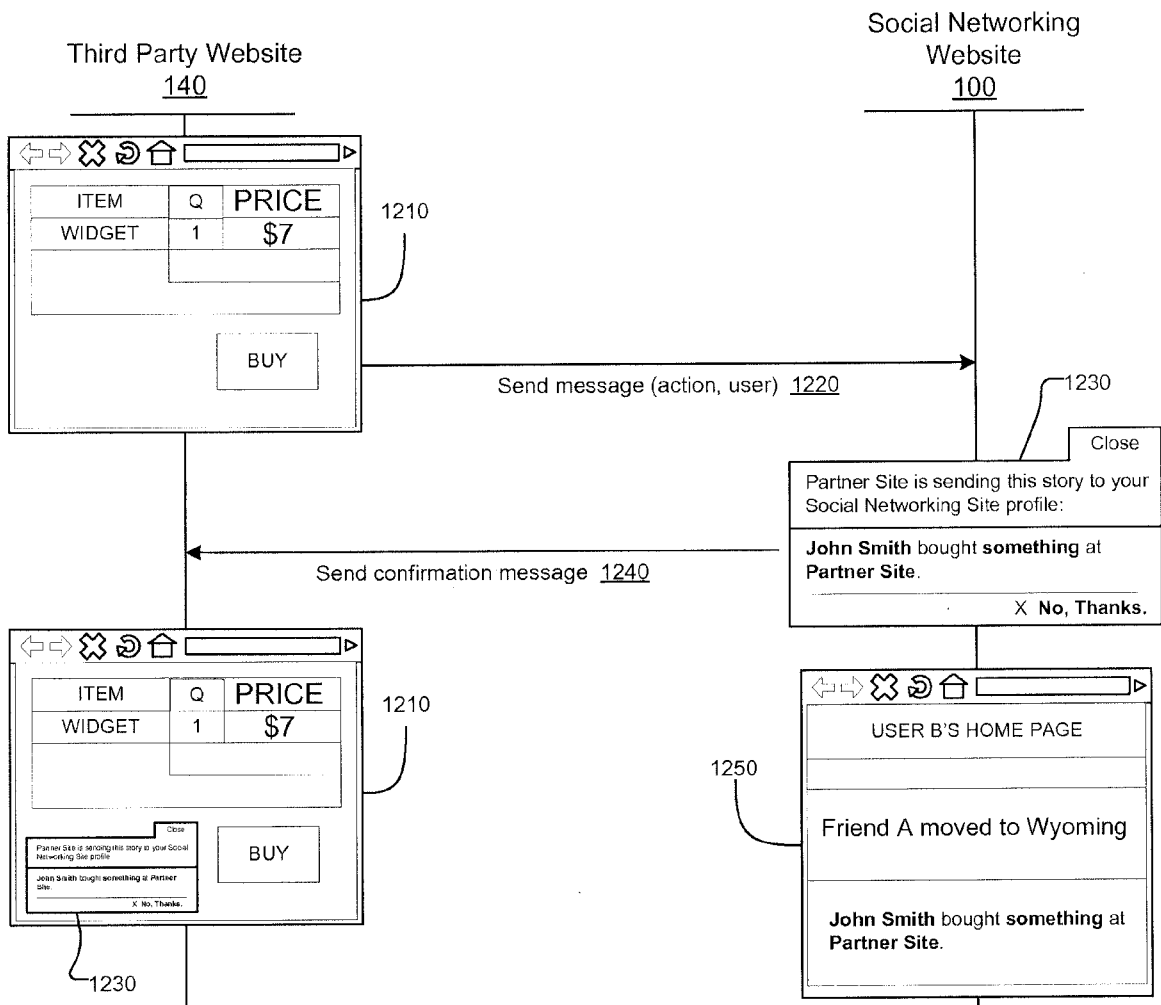 Third Party Website
140
Social Networking
Website
100
ITEM Q PRICE
WIDGET 1 $7
BUY
1210
Send message (action, user) 1220
1230
Close
Partner Site is sending this story to your
Social Networking Site profile:
John Smith bought something at
Partner Site.
X No, Thanks.
Send confirmation message 1240
ITEM Q PRICE
WIDGET 1 $7
1210
Close
Partner Site is sending this story to your Social
Networking Site profile
John Smith bought something at Partner
Site.
X No, Thanks.
BUY
1230
1250
USER B'S HOME PAGE
Friend A moved to Wyoming
John Smith bought something at
Partner Site.